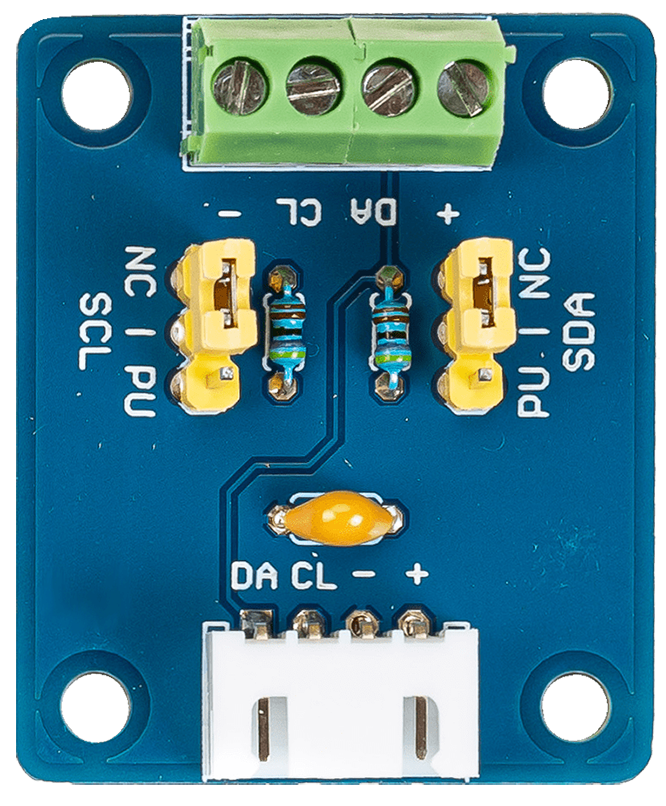 - CL DA +
NC | PU
SCL
PU | NC
SDA
DA CL - +